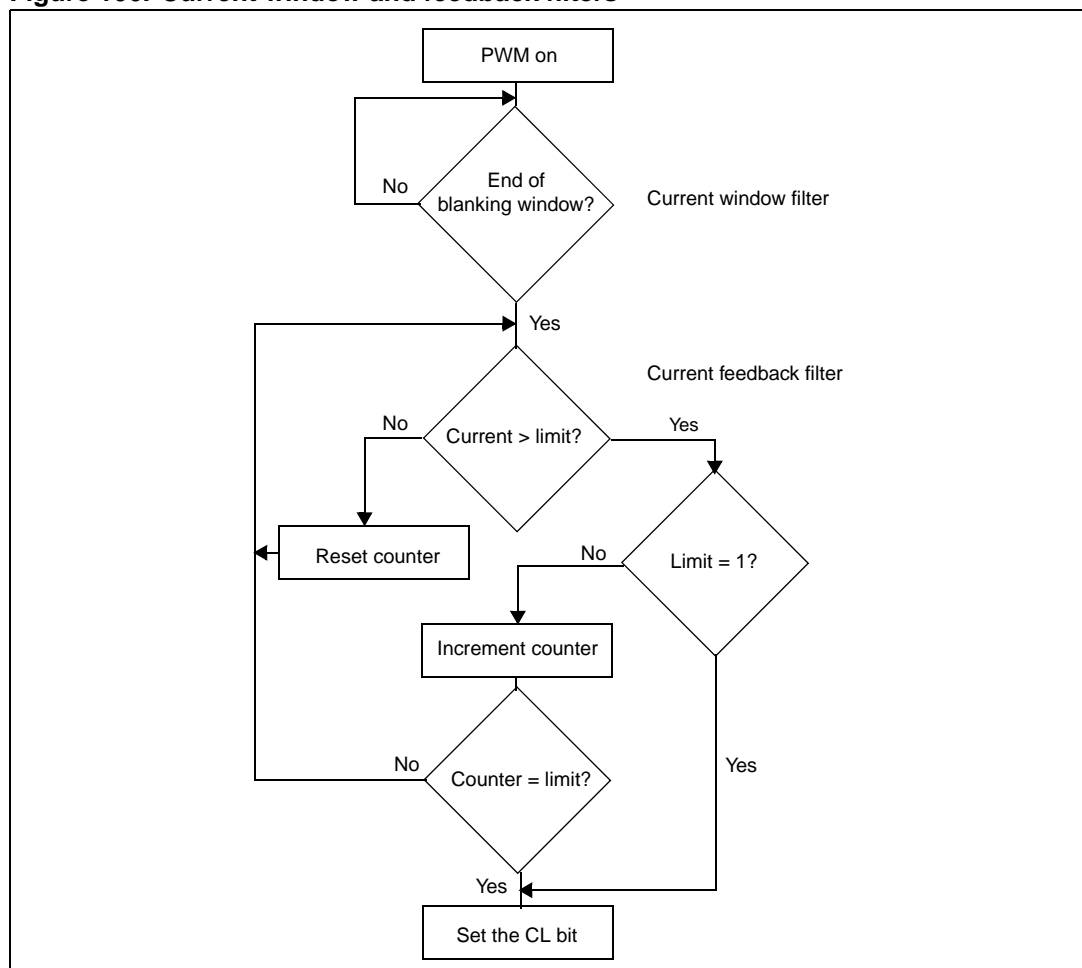 PWM on
End of
blanking window?
No
Current window filter
Yes
Current feedback filter
No
Current > limit?
Yes
Reset counter
No
Limit = 1?
Increment counter
No
Counter = limit?
Yes
Yes
Set the CL bit